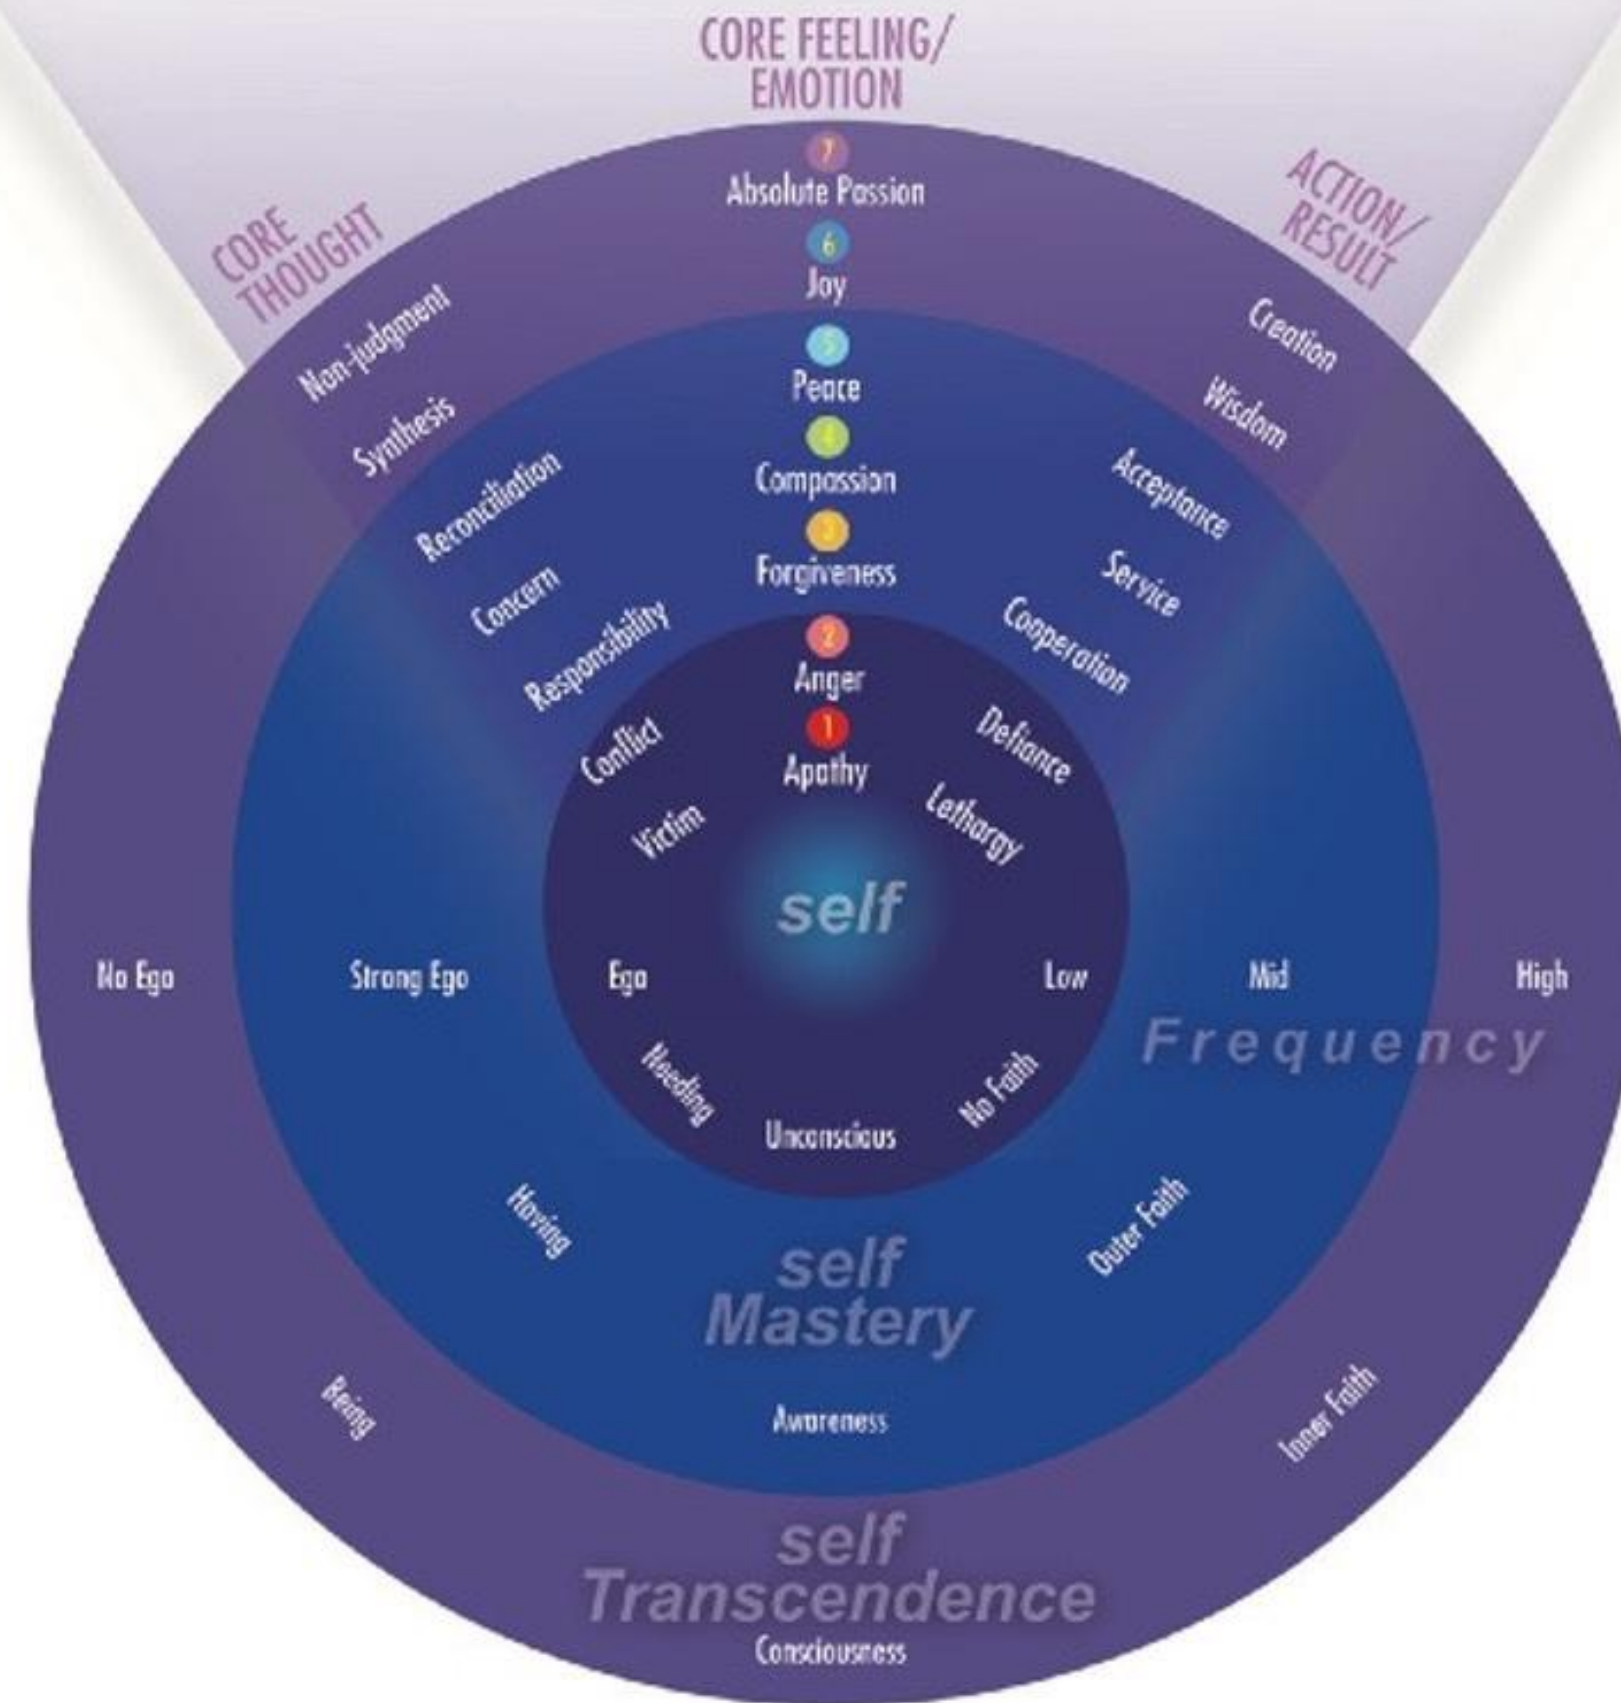 CORE FEELING/
EMOTION
CORE
THOUGHT
ACTION/
RESULT
7
Absolute Passion
Non-judgment
Creation
6
Joy
Synthesis
Wisdom
5
Peace
Reconciliation
Acceptance
4
Compassion
Concern
Service
3
Forgiveness
Responsibility
Cooperation
2
Anger
Conflict
Defiance
1
Apathy
Victim
Lethargy
self
No Ego
Strong Ego
Ego
Low
Mid
High
Frequency
Needing
Unconscious
No Faith
Having
self
Mastery
Outer Faith
Being
Awareness
Inner Faith
self
Transcendence
Consciousness